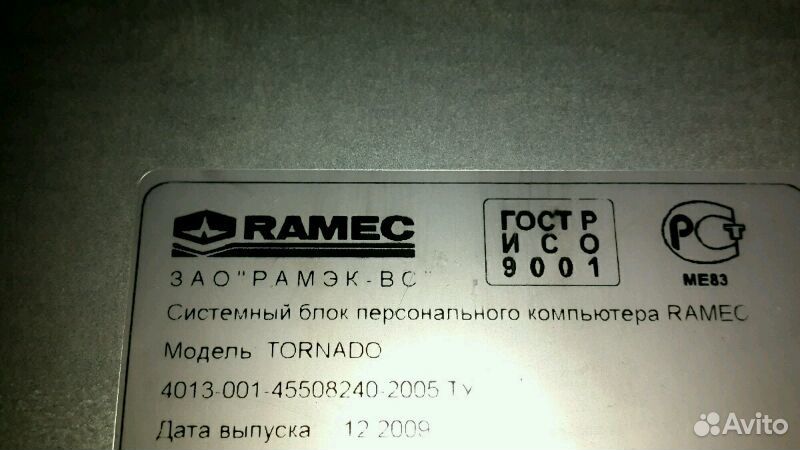 RAMEC
ГОСТ Р
ИСО
9001
РСТ
МЕ83
ЗАО "РАМЭК-ВС"
Системный блок персонального компьютера RAMEC
Модель TORNADO
4013-001-45508240-2005 ТУ
Дата выпуска 12 2009
Avito